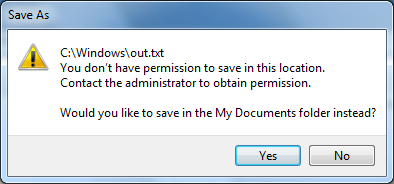 Save As
C:\Windows\out.txt
You don't have permission to save in this location.
Contact the administrator to obtain permission.
Would you like to save in the My Documents folder instead?
Yes
No